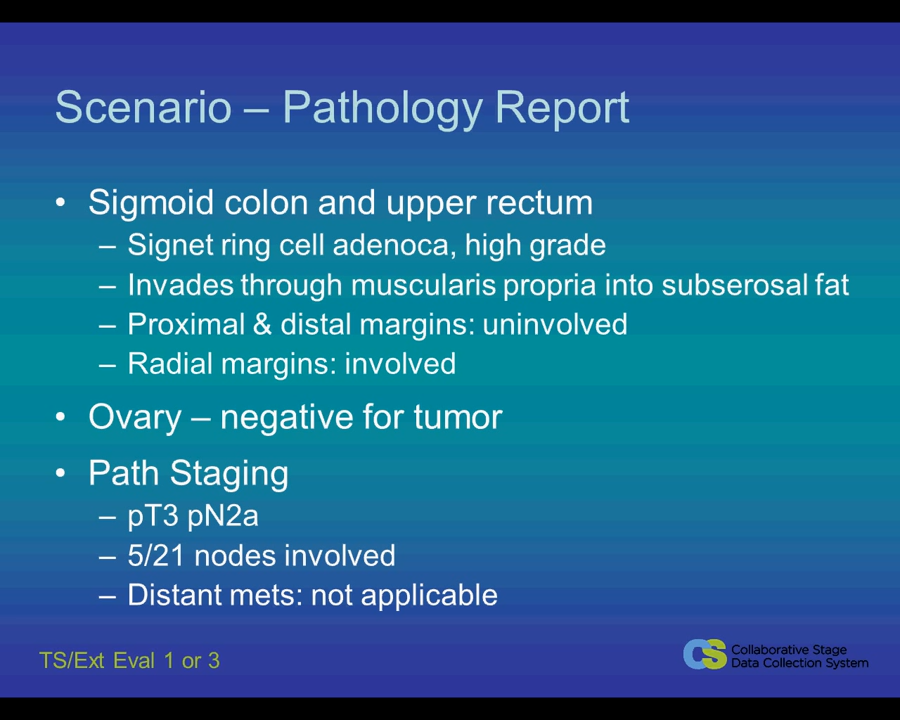 Scenario – Pathology Report
• Sigmoid colon and upper rectum
– Signet ring cell adenoca, high grade
– Invades through muscularis propria into subserosal fat
– Proximal & distal margins: uninvolved
– Radial margins: involved
• Ovary – negative for tumor
• Path Staging
– pT3 pN2a
– 5/21 nodes involved
– Distant mets: not applicable
TS/Ext Eval 1 or 3
CS Collaborative Stage
Data Collection System